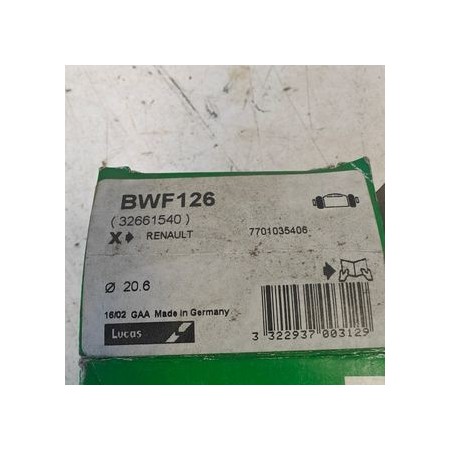 BWF126
(32661540)
X RENAULT 7701035406
Ø 20.6
16/02 GAA Made in Germany
Lucas
3 322937 003129